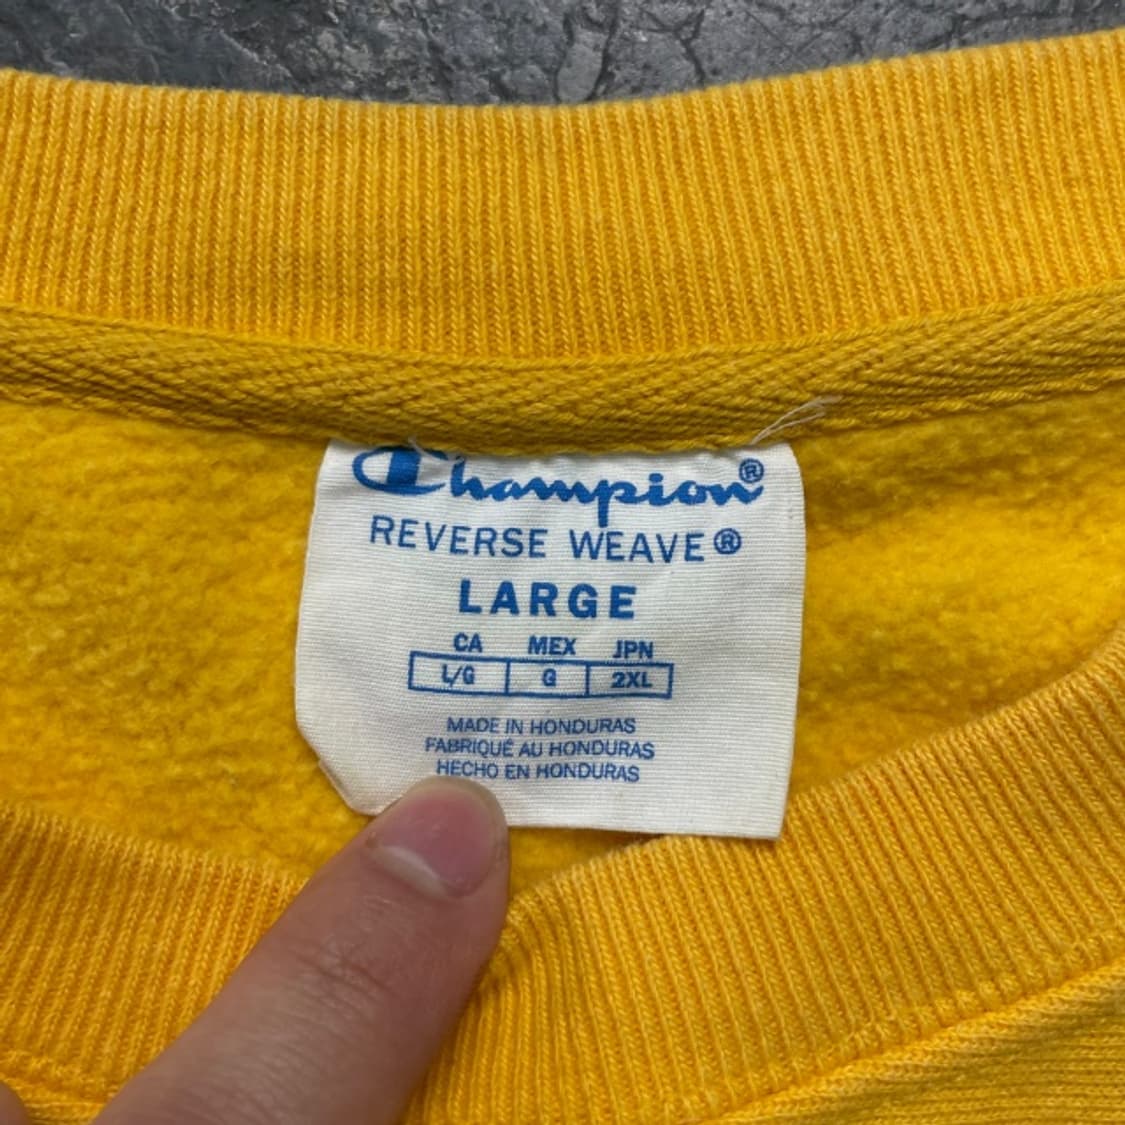 Champion®
REVERSE WEAVE®
LARGE
CA MEX JPN
L/G G 2XL
MADE IN HONDURAS
FABRIQUÉ AU HONDURAS
HECHO EN HONDURAS